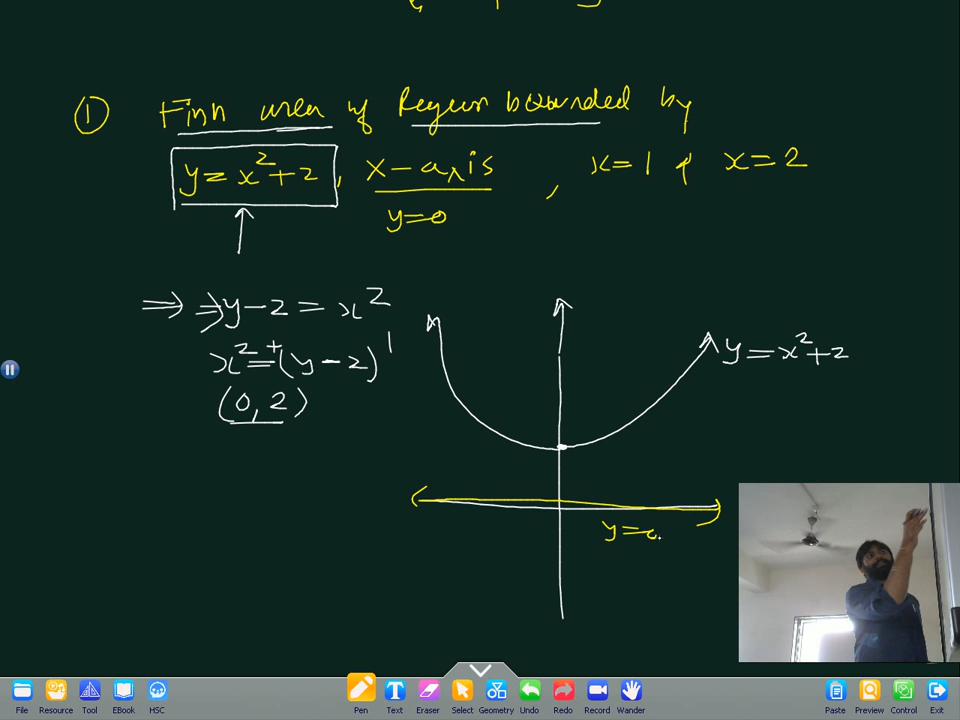 ① Find area of Region bounded by
y = x² + 2, x - axis, x = 1 & x = 2
y = 0
⇒ ⇒ y - 2 = x²
x² = + (y - 2)¹
(0, 2)
y = x² + 2
y = 0
File Resource Tool EBook HSC Pen Text Eraser Select Geometry Undo Redo Record Wander Paste Preview Control Exit